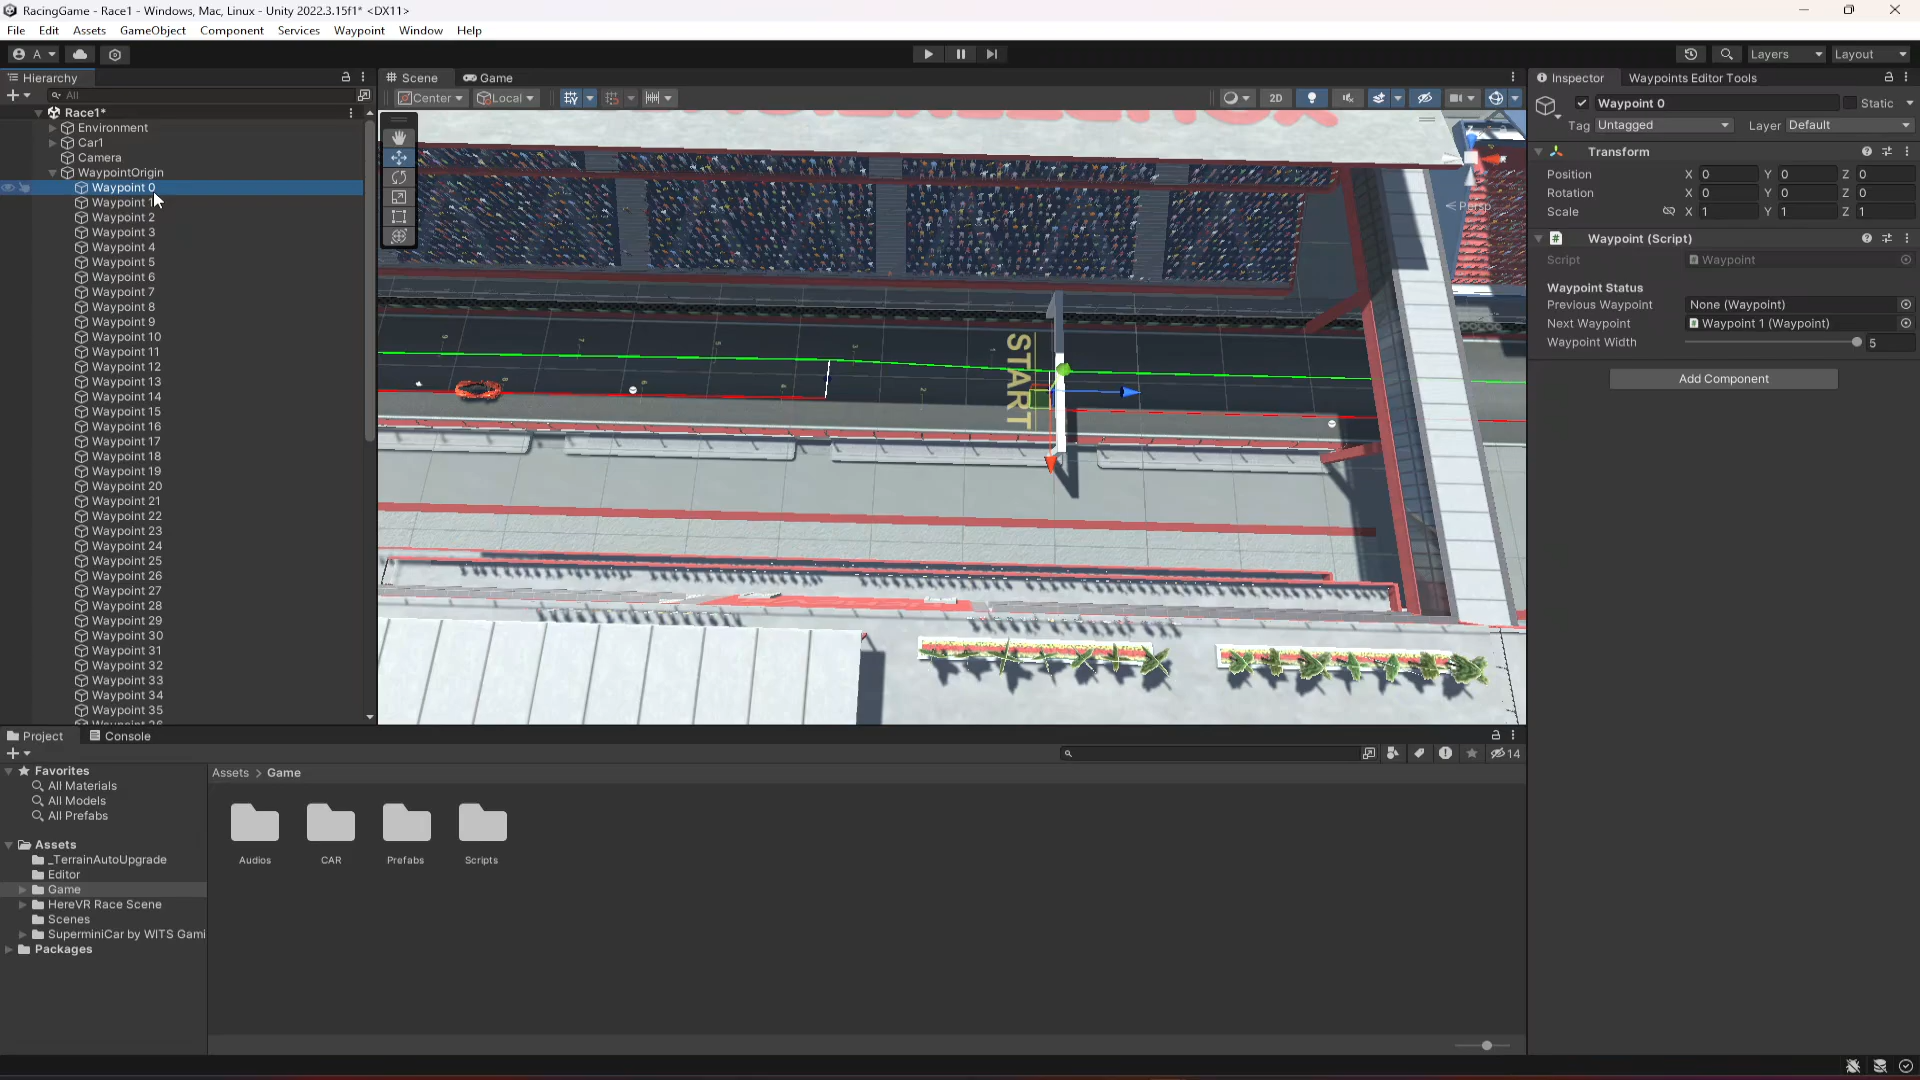 RacingGame - Race1 - Windows, Mac, Linux - Unity 2022.3.15f1* <DX11>
File Edit Assets GameObject Component Services Waypoint Window Help
A
Layers
Layout
Hierarchy
Scene
Game
Inspector
Waypoints Editor Tools
All
Center
Local
2D
Waypoint 0
Static
Tag Untagged
Layer Default
Race1*
Environment
Car1
Camera
WaypointOrigin
Waypoint 0
Waypoint 1
Waypoint 2
Waypoint 3
Waypoint 4
Waypoint 5
Waypoint 6
Waypoint 7
Waypoint 8
Waypoint 9
Waypoint 10
Waypoint 11
Waypoint 12
Waypoint 13
Waypoint 14
Waypoint 15
Waypoint 16
Waypoint 17
Waypoint 18
Waypoint 19
Waypoint 20
Waypoint 21
Waypoint 22
Waypoint 23
Waypoint 24
Waypoint 25
Waypoint 26
Waypoint 27
Waypoint 28
Waypoint 29
Waypoint 30
Waypoint 31
Waypoint 32
Waypoint 33
Waypoint 34
Waypoint 35
Persp
START
Transform
Position X 0 Y 0 Z 0
Rotation X 0 Y 0 Z 0
Scale X 1 Y 1 Z 1
Waypoint (Script)
Script Waypoint
Waypoint Status
Previous Waypoint None (Waypoint)
Next Waypoint Waypoint 1 (Waypoint)
Waypoint Width 5
Add Component
Project
Console
14
Favorites
All Materials
All Models
All Prefabs
Assets
_TerrainAutoUpgrade
Editor
Game
HereVR Race Scene
Scenes
SuperminiCar by WITS Gami
Packages
Assets > Game
Audios
CAR
Prefabs
Scripts